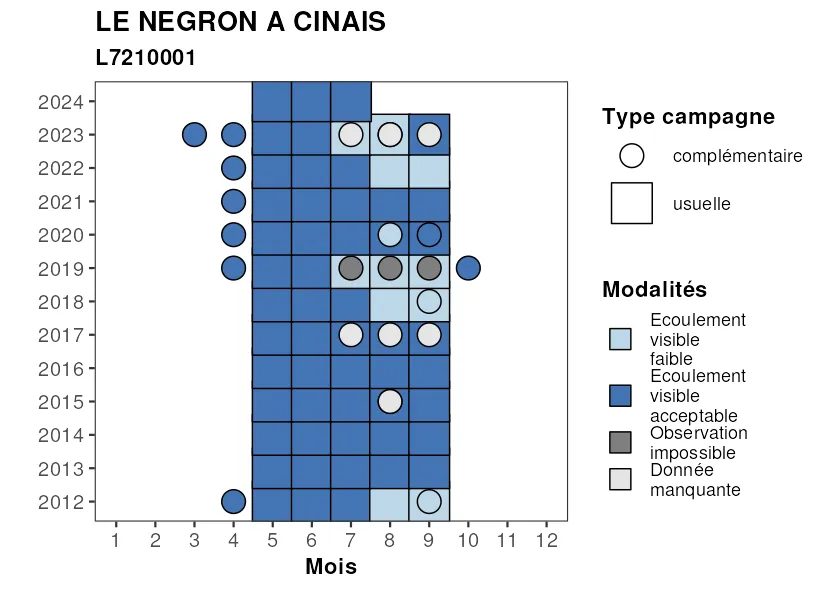 LE NEGRON A CINAIS
L7210001
2024
2023
2022
2021
2020
2019
2018
2017
2016
2015
2014
2013
2012
1 2 3 4 5 6 7 8 9 10 11 12
Mois
Type campagne
complémentaire
usuelle
Modalités
Ecoulement
visible
faible
Ecoulement
visible
acceptable
Observation
impossible
Donnée
manquante